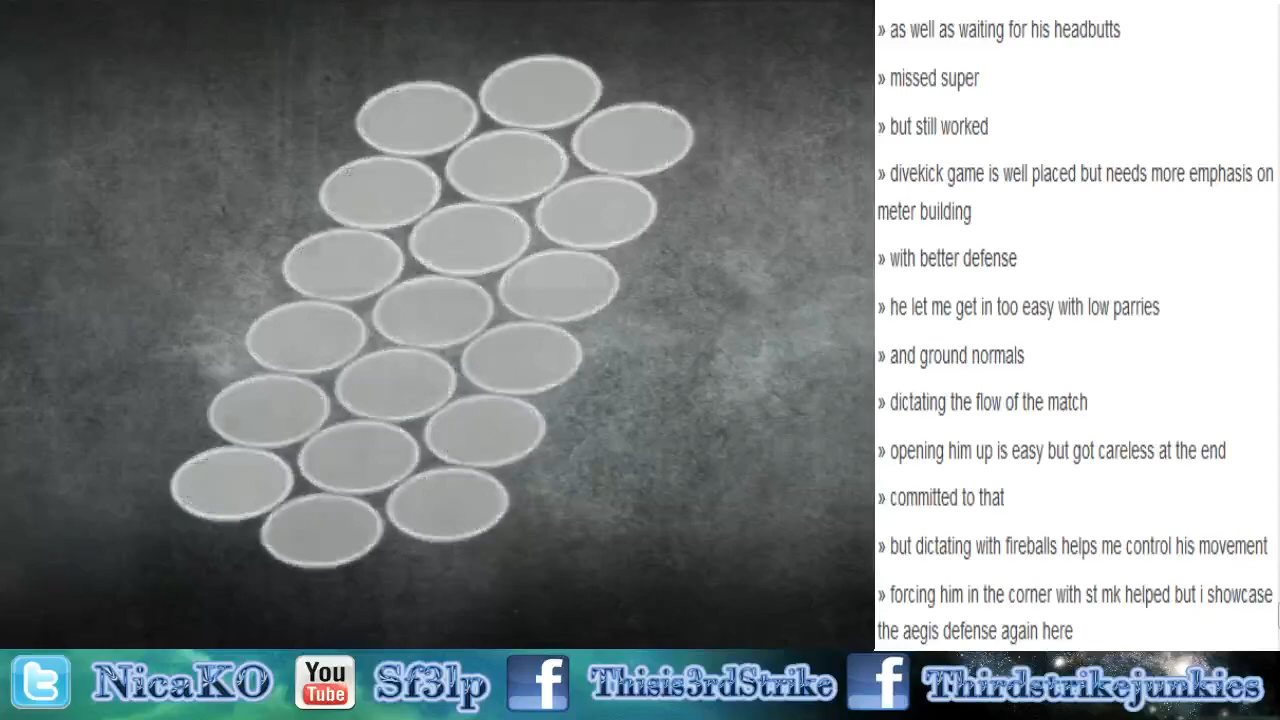 » as well as waiting for his headbutts
» missed super
» but still worked
» divekick game is well placed but needs more emphasis on
meter building
» with better defense
» he let me get in too easy with low parries
» and ground normals
» dictating the flow of the match
» opening him up is easy but got careless at the end
» committed to that
» but dictating with fireballs helps me control his movement
» forcing him in the corner with st mk helped but i showcase
the aegis defense again here
NicaKO You Tube Sf3lp f Thisis3rdStrike f Thirdstrikejunkies